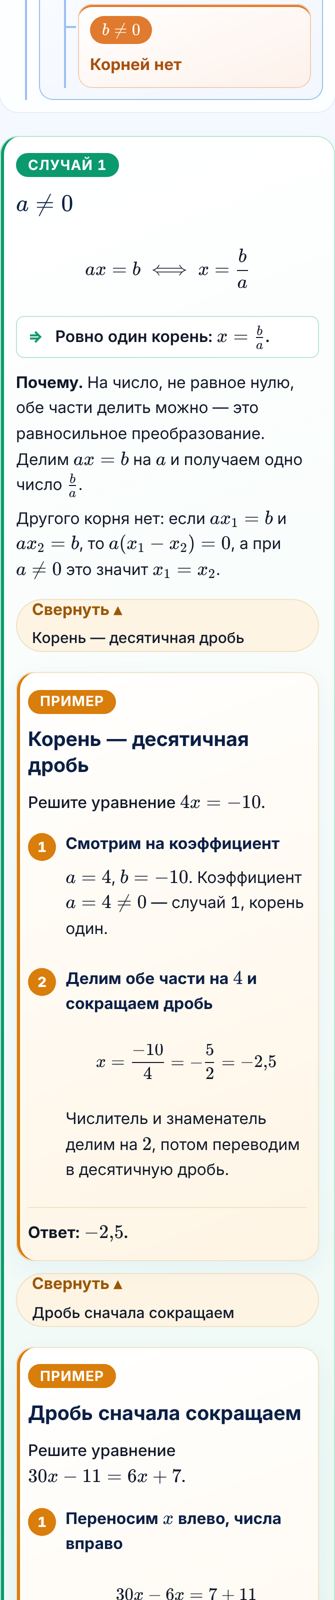 b ≠ 0
Корней нет
СЛУЧАЙ 1
a ≠ 0
ax = b ⟺ x = b/a
⇒ Ровно один корень: x = b/a.
Почему. На число, не равное нулю,
обе части делить можно — это
равносильное преобразование.
Делим ax = b на a и получаем одно
число b/a.
Другого корня нет: если ax₁ = b и
ax₂ = b, то a(x₁ − x₂) = 0, а при
a ≠ 0 это значит x₁ = x₂.
Свернуть ▴
Корень — десятичная дробь
ПРИМЕР
Корень — десятичная
дробь
Решите уравнение 4x = −10.
1 Смотрим на коэффициент
a = 4, b = −10. Коэффициент
a = 4 ≠ 0 — случай 1, корень
один.
2 Делим обе части на 4 и
сокращаем дробь
x = −10/4 = −5/2 = −2,5
Числитель и знаменатель
делим на 2, потом переводим
в десятичную дробь.
Ответ: −2,5.
Свернуть ▴
Дробь сначала сокращаем
ПРИМЕР
Дробь сначала сокращаем
Решите уравнение
30x − 11 = 6x + 7.
1 Переносим x влево, числа
вправо
30x − 6x = 7 + 11